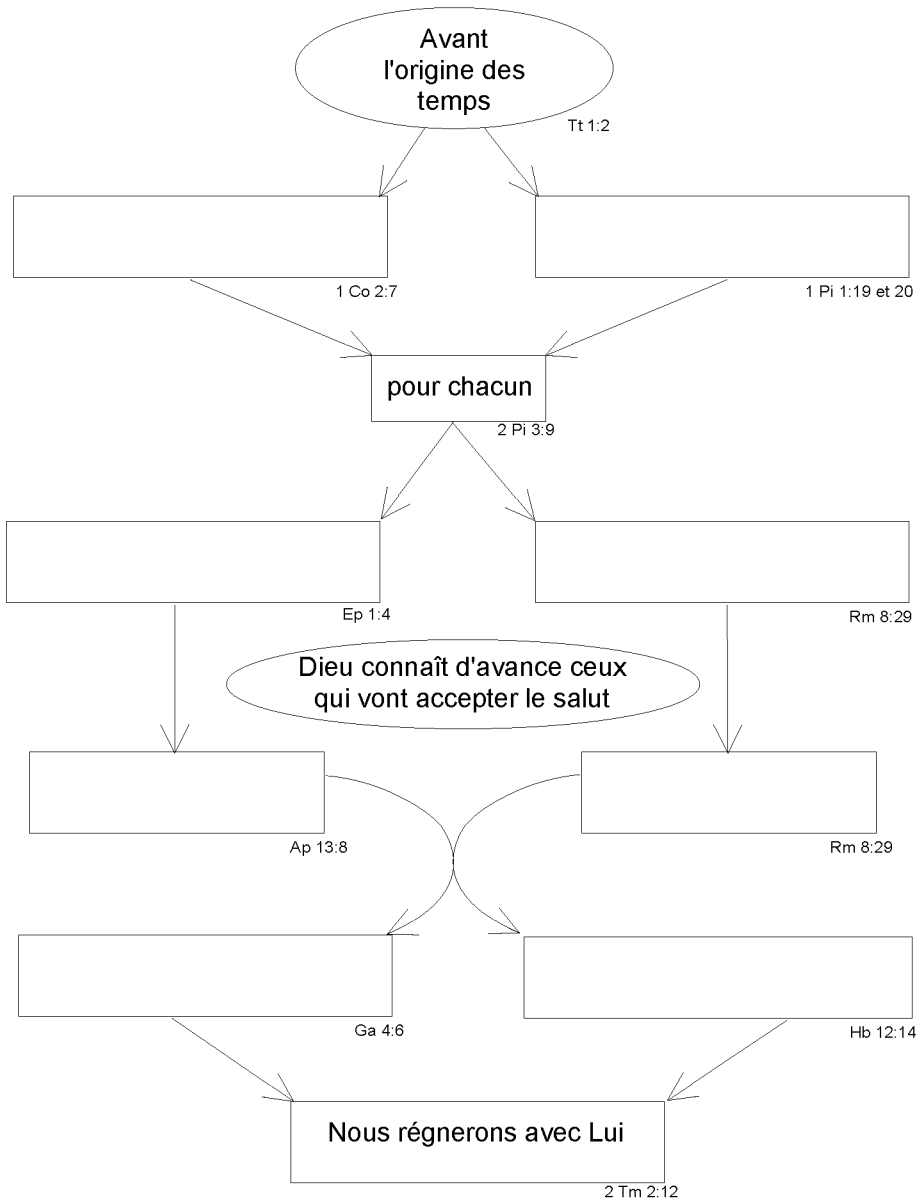 Avant
l'origine des
temps
Tt 1:2
1 Co 2:7
1 Pi 1:19 et 20
pour chacun
2 Pi 3:9
Ep 1:4
Rm 8:29
Dieu connaît d'avance ceux
qui vont accepter le salut
Ap 13:8
Rm 8:29
Ga 4:6
Hb 12:14
Nous régnerons avec Lui
2 Tm 2:12